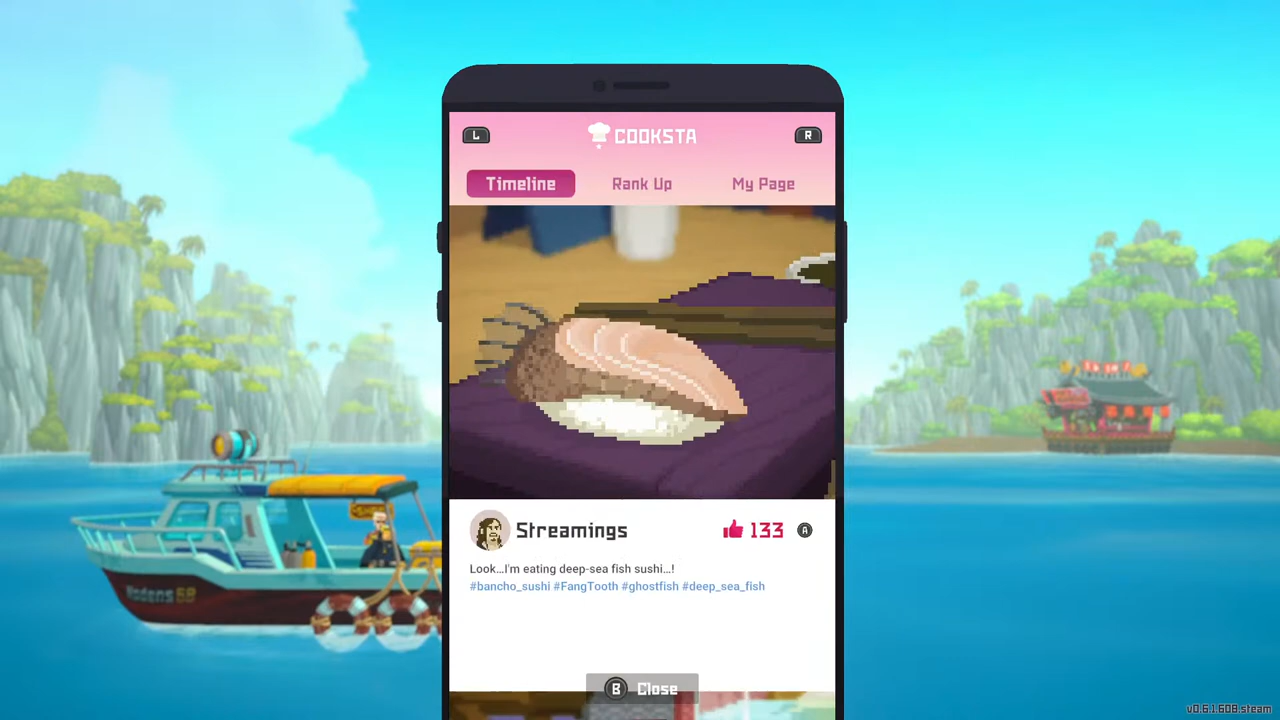 L
COOKSTA
R
Timeline
Rank Up
My Page
Streamings
133
A
Look...I'm eating deep-sea fish sushi...!
#bancho_sushi #FangTooth #ghostfish #deep_sea_fish
B Close
v0.6.1.608.steam